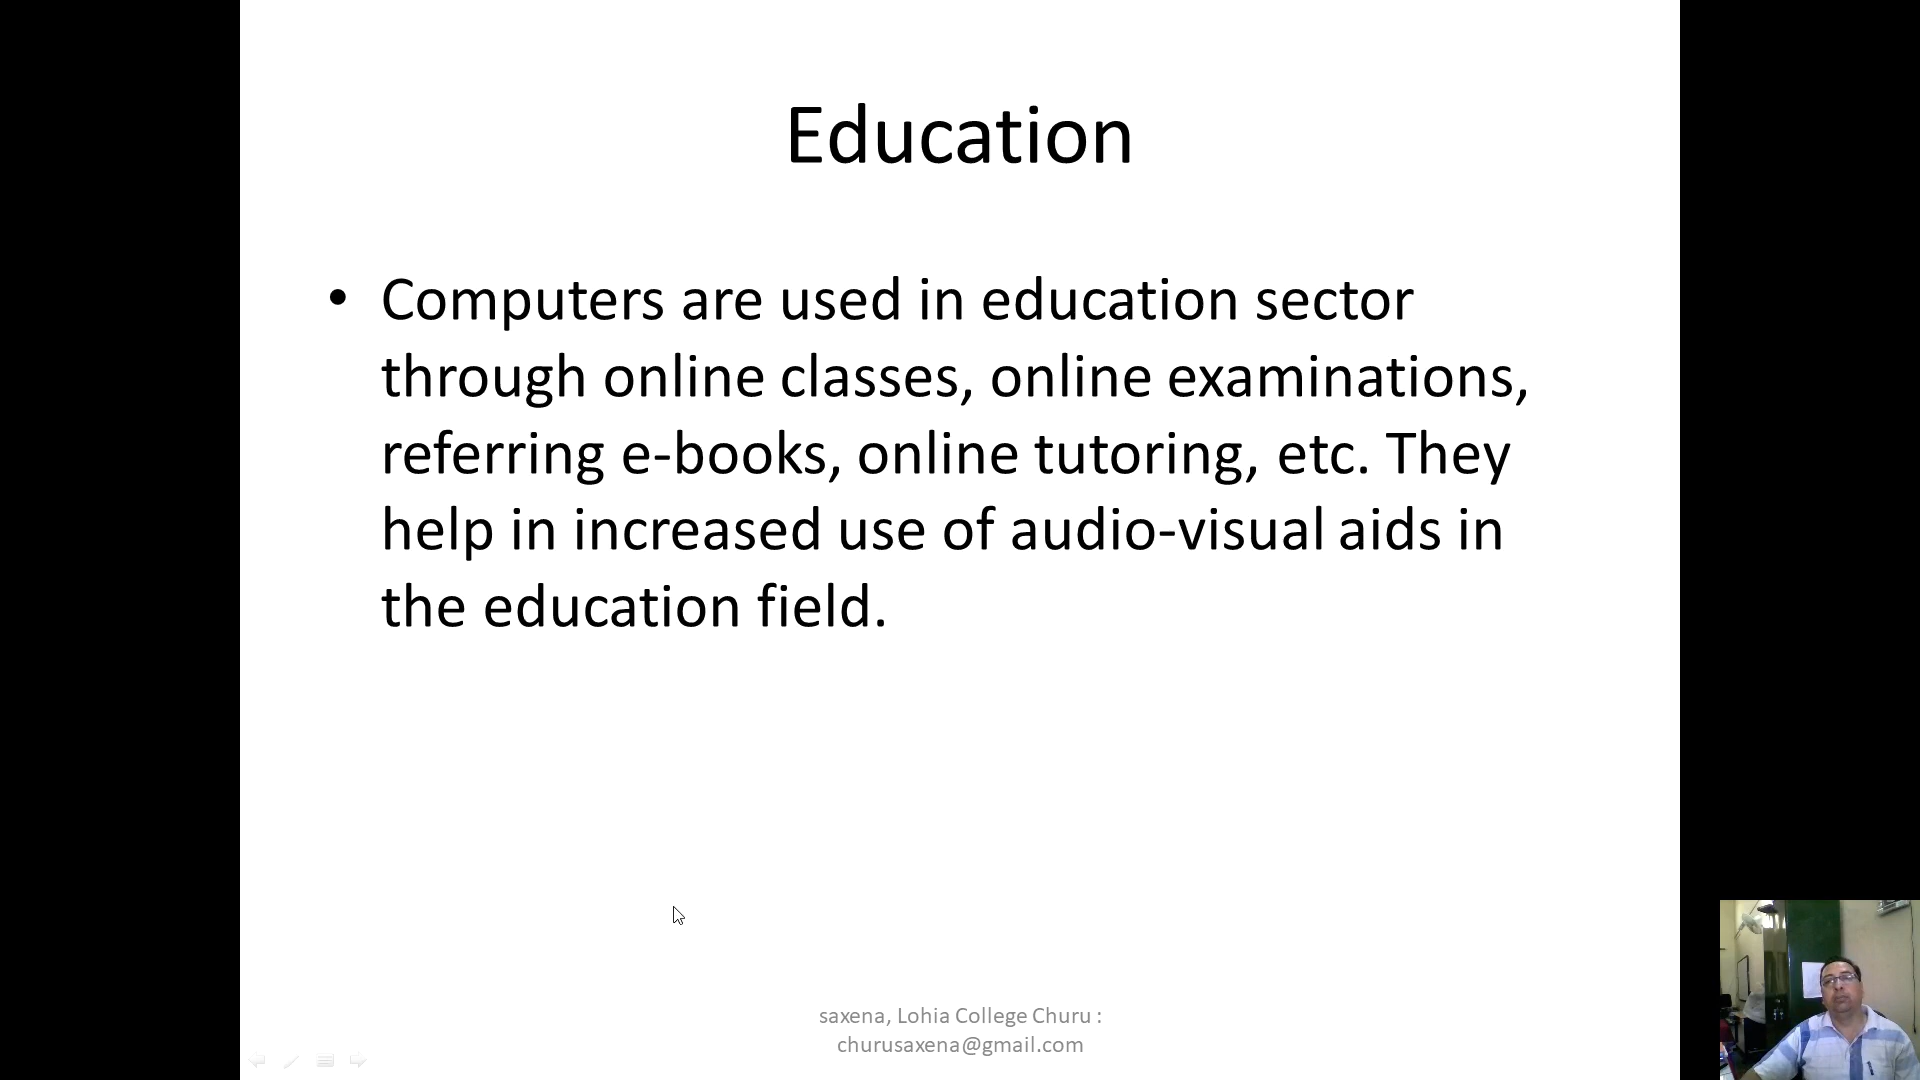 Education
• Computers are used in education sector
through online classes, online examinations,
referring e-books, online tutoring, etc. They
help in increased use of audio-visual aids in
the education field.
saxena, Lohia College Churu :
churusaxena@gmail.com